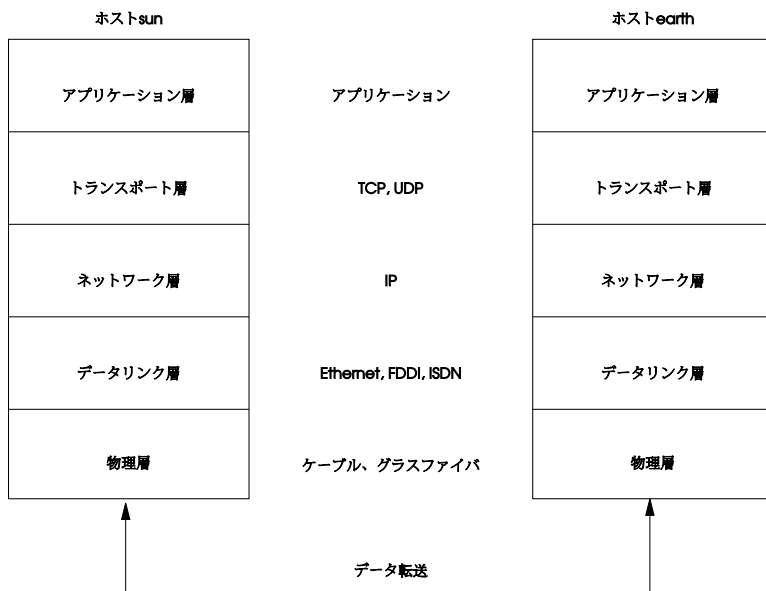 ホストsun
ホストearth
アプリケーション層
アプリケーション
アプリケーション層
トランスポート層
TCP, UDP
トランスポート層
ネットワーク層
IP
ネットワーク層
データリンク層
Ethernet, FDDI, ISDN
データリンク層
物理層
ケーブル、グラスファイバ
物理層
データ転送